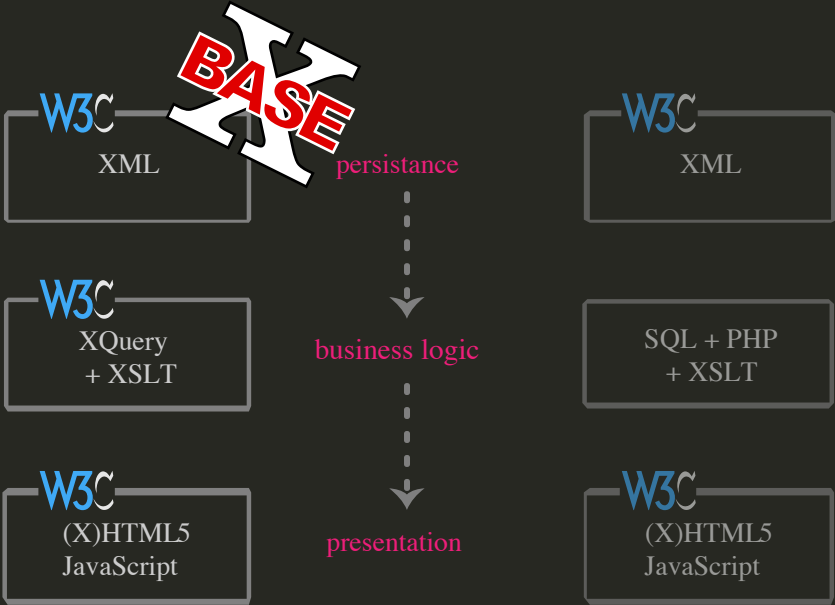 BASE
X
W3C
XML
persistance
W3C
XML
W3C
XQuery
+ XSLT
business logic
SQL + PHP
+ XSLT
W3C
(X)HTML5
JavaScript
presentation
W3C
(X)HTML5
JavaScript